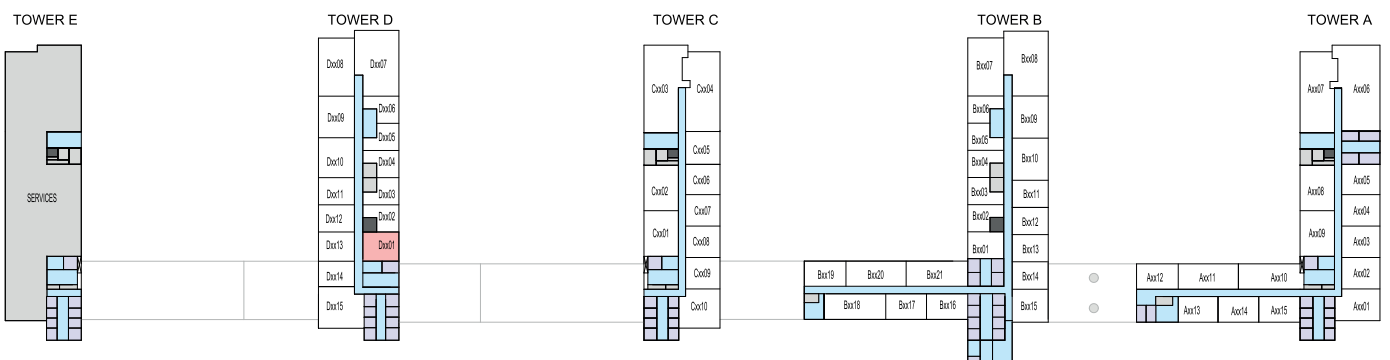 TOWER E
TOWER D
TOWER C
TOWER B
TOWER A
SERVICES
Dxx08
Dxx07
Dxx09
Dxx06
Dxx05
Dxx10
Dxx04
Dxx11
Dxx03
Dxx12
Dxx02
Dxx13
Dxx01
Dxx14
Dxx15
Cxx03
Cxx04
Cxx05
Cxx02
Cxx06
Cxx07
Cxx01
Cxx08
Cxx09
Cxx10
Bxx07
Bxx08
Bxx06
Bxx09
Bxx05
Bxx04
Bxx10
Bxx03
Bxx11
Bxx02
Bxx12
Bxx01
Bxx13
Bxx19
Bxx20
Bxx21
Bxx14
Bxx18
Bxx17
Bxx16
Bxx15
Axx07
Axx06
Axx05
Axx08
Axx04
Axx09
Axx03
Axx12
Axx11
Axx10
Axx02
Axx13
Axx14
Axx15
Axx01